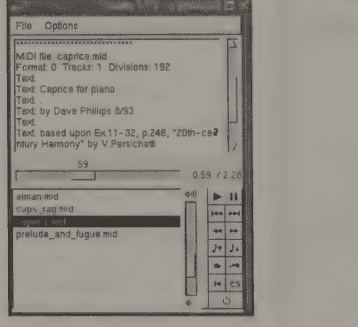 File Options
MIDI file: caprice.mid
Format: 0 Tracks: 1 Divisions: 192
Text:
Text: Caprice for piano
Text: .
Text: by Dave Phillips 8/93
Text:
Text: based upon Ex.11-32, p.246, "20th-ce
ntury Harmony" by V.Persichetti
59
0:59 / 2:28
alman.mid
prelude_and_fugue.mid